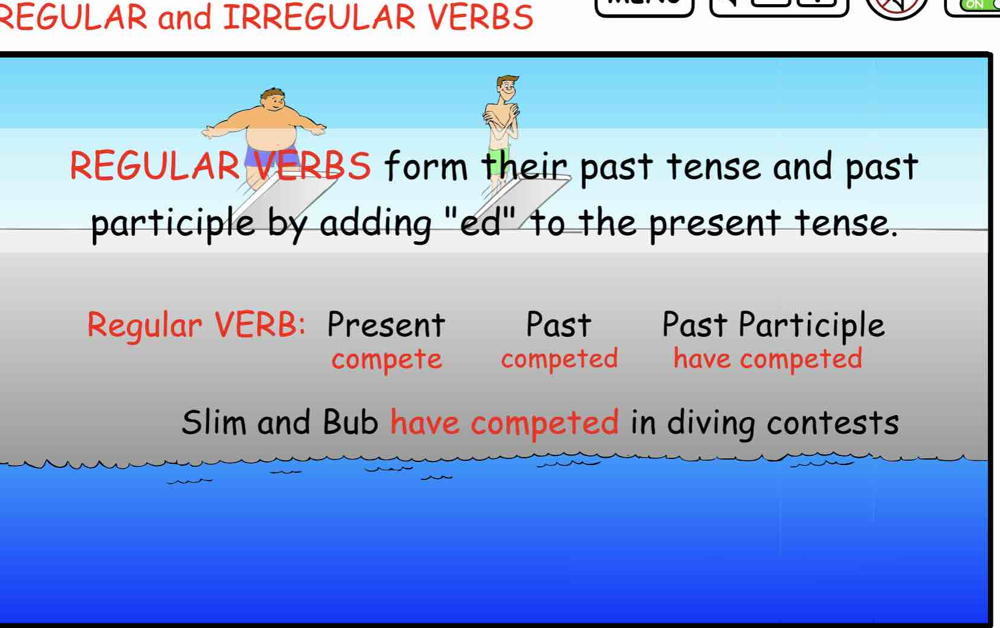 REGULAR and IRREGULAR VERBS
MENU
ON
REGULAR VERBS form their past tense and past
participle by adding "ed" to the present tense.
Regular VERB: Present Past Past Participle
compete competed have competed
Slim and Bub have competed in diving contests